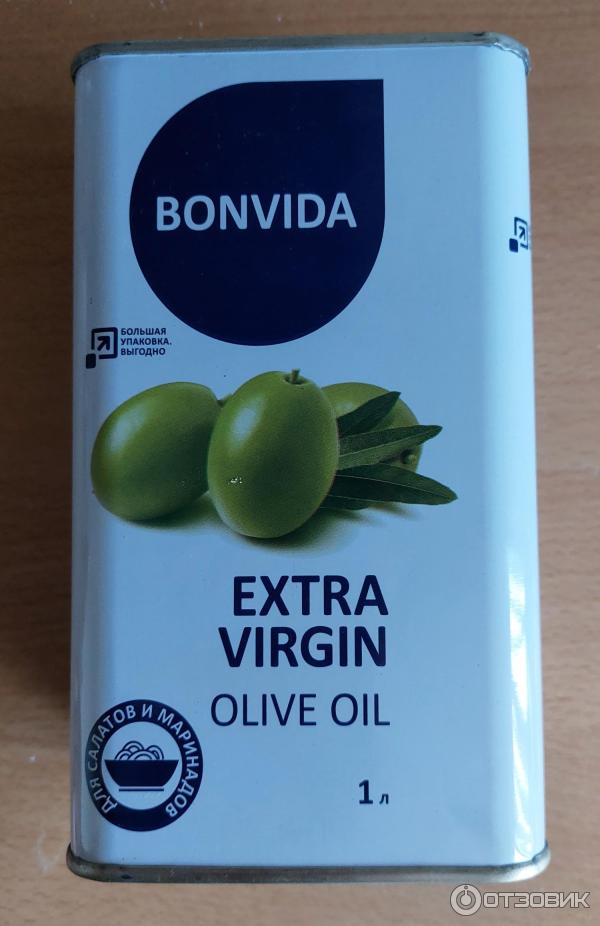 BONVIDA
БОЛЬШАЯ
УПАКОВКА.
ВЫГОДНО
EXTRA
VIRGIN
OLIVE OIL
ДЛЯ САЛАТОВ И МАРИНАДОВ
1 л
ОТЗОВИК